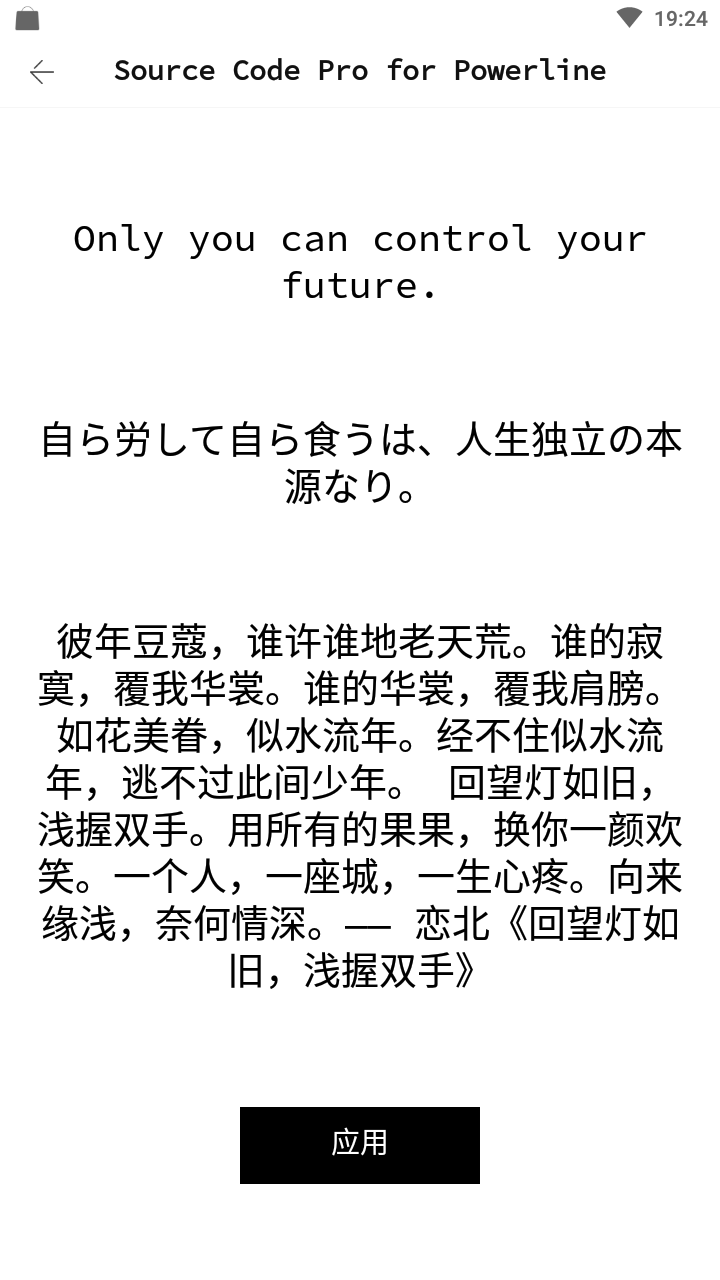 19:24
Source Code Pro for Powerline
Only you can control your
future.
自ら労して自ら食うは、人生独立の本
源なり。
彼年豆蔻，谁许谁地老天荒。谁的寂
寞，覆我华裳。谁的华裳，覆我肩膀。
如花美眷，似水流年。经不住似水流
年，逃不过此间少年。 回望灯如旧，
浅握双手。用所有的果果，换你一颜欢
笑。一个人，一座城，一生心疼。向来
缘浅，奈何情深。—— 恋北《回望灯如
旧，浅握双手》
应用